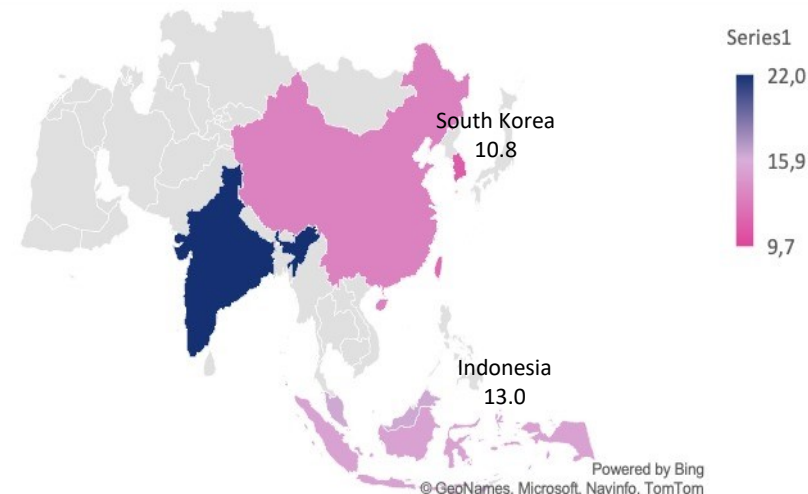 Series1
22,0
15,9
9,7
South Korea
10.8
Indonesia
13.0
Powered by Bing
© GeoNames, Microsoft, Navinfo, TomTom